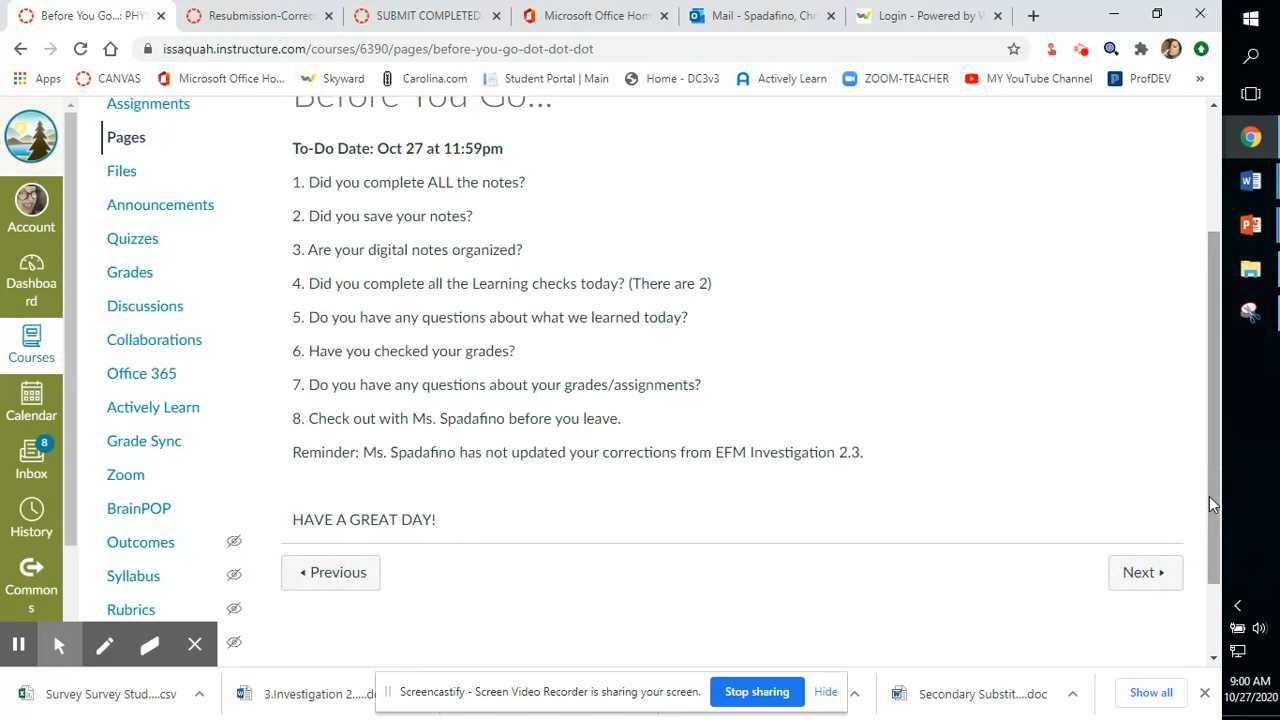 Before You Go...: PHY
Resubmission-Correc
SUBMIT COMPLETED
Microsoft Office Home
Mail - Spadafino, Chr
Login - Powered by
issaquah.instructure.com/courses/6390/pages/before-you-go-dot-dot-dot
Apps
CANVAS
Microsoft Office Ho...
Skyward
Carolina.com
Student Portal | Main
Home - DC3v3
Actively Learn
ZOOM-TEACHER
MY YouTube Channel
ProfDEV
»
Account
Dashboa
rd
Courses
Calendar
8
Inbox
History
Common
s
Assignments
Pages
Files
Announcements
Quizzes
Grades
Discussions
Collaborations
Office 365
Actively Learn
Grade Sync
Zoom
BrainPOP
Outcomes
Syllabus
Rubrics
Before You Go...
To-Do Date: Oct 27 at 11:59pm
1. Did you complete ALL the notes?
2. Did you save your notes?
3. Are your digital notes organized?
4. Did you complete all the Learning checks today? (There are 2)
5. Do you have any questions about what we learned today?
6. Have you checked your grades?
7. Do you have any questions about your grades/assignments?
8. Check out with Ms. Spadafino before you leave.
Reminder: Ms. Spadafino has not updated your corrections from EFM Investigation 2.3.
HAVE A GREAT DAY!
Previous
Next
Survey Survey Stud....csv
3.Investigation 2.....d
Screencastify - Screen Video Recorder is sharing your screen.
Stop sharing
Hide
Secondary Substit....doc
Show all
9:00 AM
10/27/2020